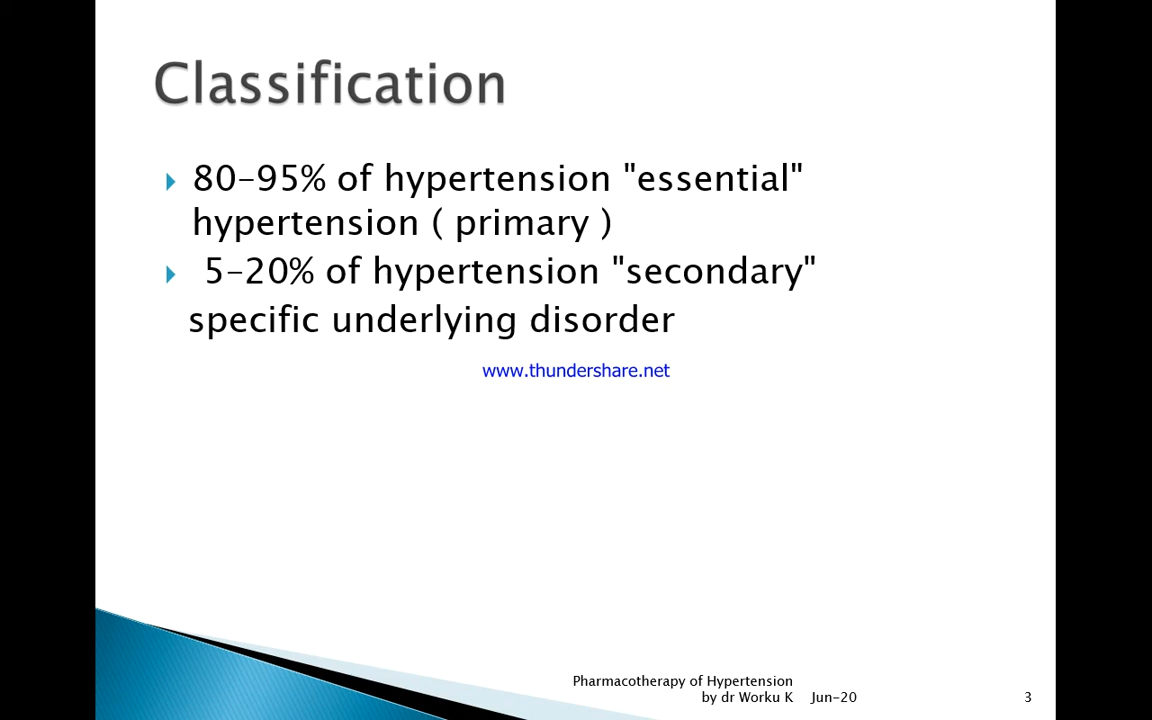 Classification
80-95% of hypertension "essential"
hypertension ( primary )
5-20% of hypertension "secondary"
specific underlying disorder
www.thundershare.net
Pharmacotherapy of Hypertension
by dr Worku K Jun-20 3